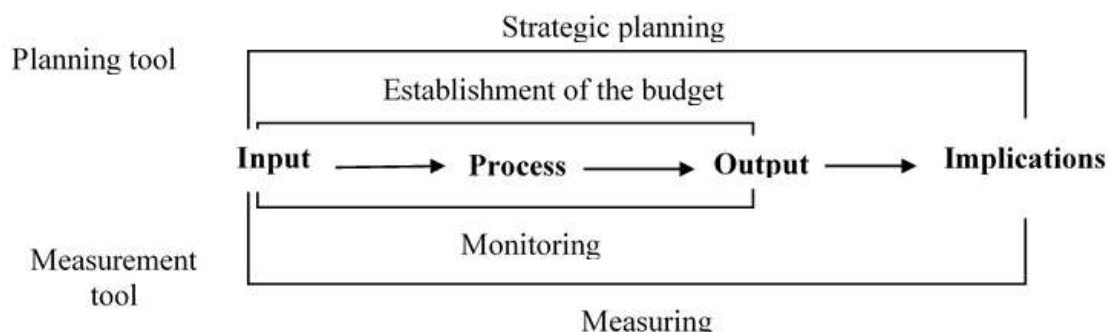 Strategic planning
Planning tool
Establishment of the budget
Input Process Output Implications
Monitoring
Measurement
tool
Measuring